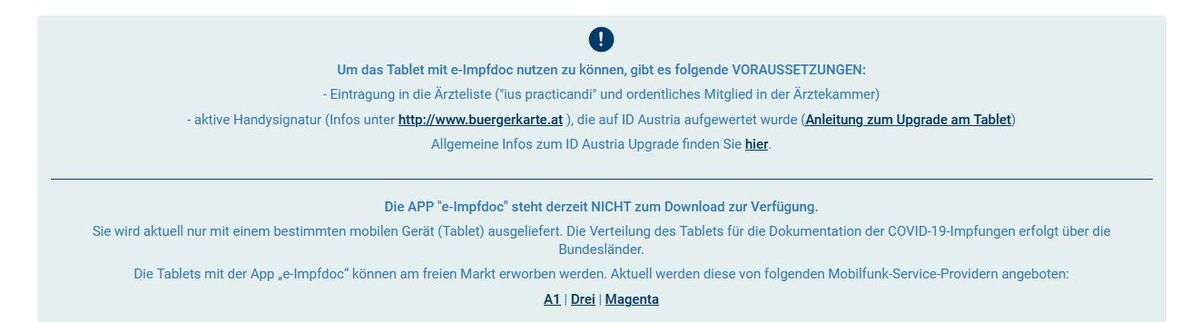 Um das Tablet mit e-Impfdoc nutzen zu können, gibt es folgende VORAUSSETZUNGEN:
- Eintragung in die Ärzteliste ("ius practicandi" und ordentliches Mitglied in der Ärztekammer)
- aktive Handysignatur (Infos unter http://www.buergerkarte.at ), die auf ID Austria aufgewertet wurde (Anleitung zum Upgrade am Tablet)
Allgemeine Infos zum ID Austria Upgrade finden Sie hier.
Die APP "e-Impfdoc" steht derzeit NICHT zum Download zur Verfügung.
Sie wird aktuell nur mit einem bestimmten mobilen Gerät (Tablet) ausgeliefert. Die Verteilung des Tablets für die Dokumentation der COVID-19-Impfungen erfolgt über die
Bundesländer.
Die Tablets mit der App „e-Impfdoc“ können am freien Markt erworben werden. Aktuell werden diese von folgenden Mobilfunk-Service-Providern angeboten:
A1 | Drei | Magenta